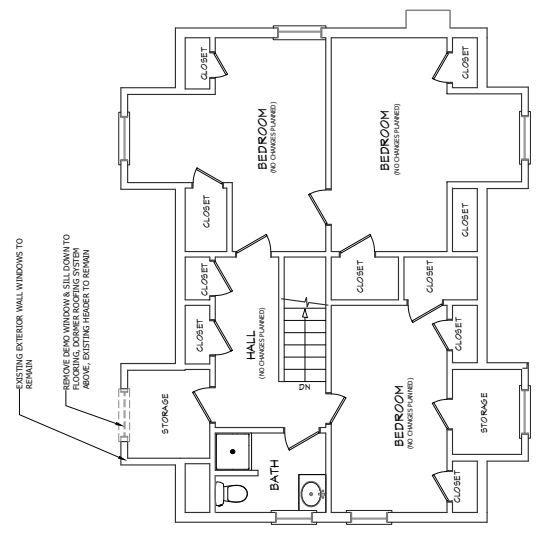 EXISTING EXTERIOR WALL WINDOWS TO
REMAIN
REMOVE DEMO WINDOW & SILL DOWN TO
FLOORING, DORMER ROOFING SYSTEM
ABOVE, EXISTING HEADER TO REMAIN
CLOSET
CLOSET
BEDROOM
(NO CHANGES PLANNED)
BEDROOM
(NO CHANGES PLANNED)
CLOSET
CLOSET
CLOSET
CLOSET
CLOSET
CLOSET
HALL
(NO CHANGES PLANNED)
DN
CLOSET
STORAGE
BEDROOM
(NO CHANGES PLANNED)
STORAGE
BATH
CLOSET